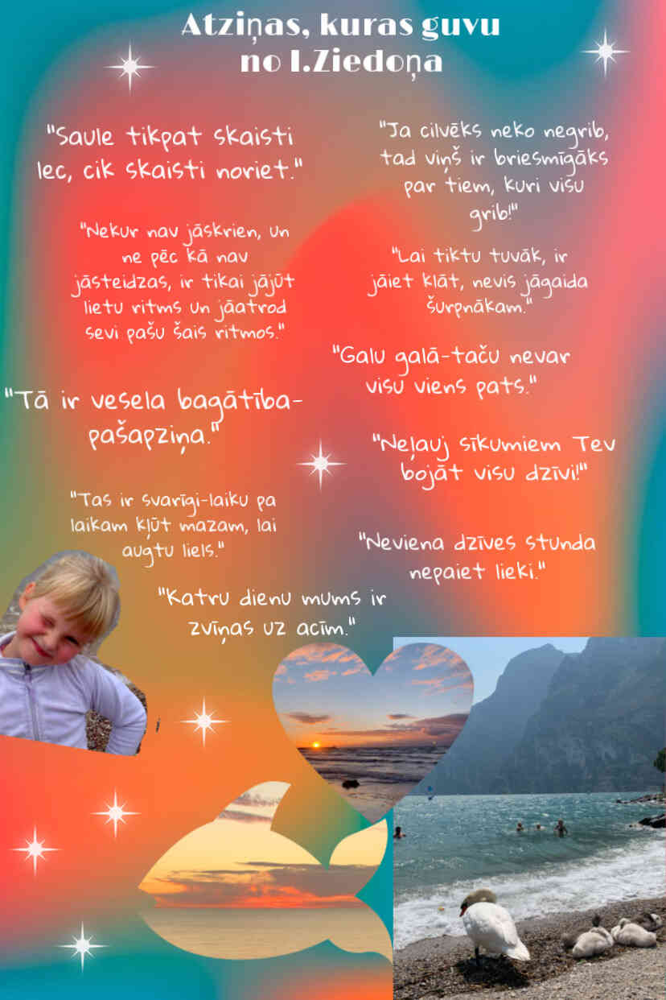 Atziņas, kuras guvu
no I.Ziedoņa
"Saule tikpat skaisti
lec, cik skaisti noriet."
"Nekur nav jāskrien, un
ne pēc kā nav
jāsteidzas, ir tikai jājūt
lietu ritms un jāatrod
sevi pašu šais ritmos."
"Tā ir vesela bagātība-
pašapziņa."
"Tas ir svarīgi-laiku pa
laikam kļūt mazam, lai
augtu liels."
"Katru dienu mums ir
zvīņas uz acīm."
"Ja cilvēks neko negrib,
tad viņš ir briesmīgāks
par tiem, kuri visu
grib!"
"Lai tiktu tuvāk, ir
jāiet klāt, nevis jāgaida
šurpnākam."
"Galu galā-taču nevar
visu viens pats."
"Neļauj sīkumiem Tev
bojāt visu dzīvi!"
"Neviena dzīves stunda
nepaiet lieki."